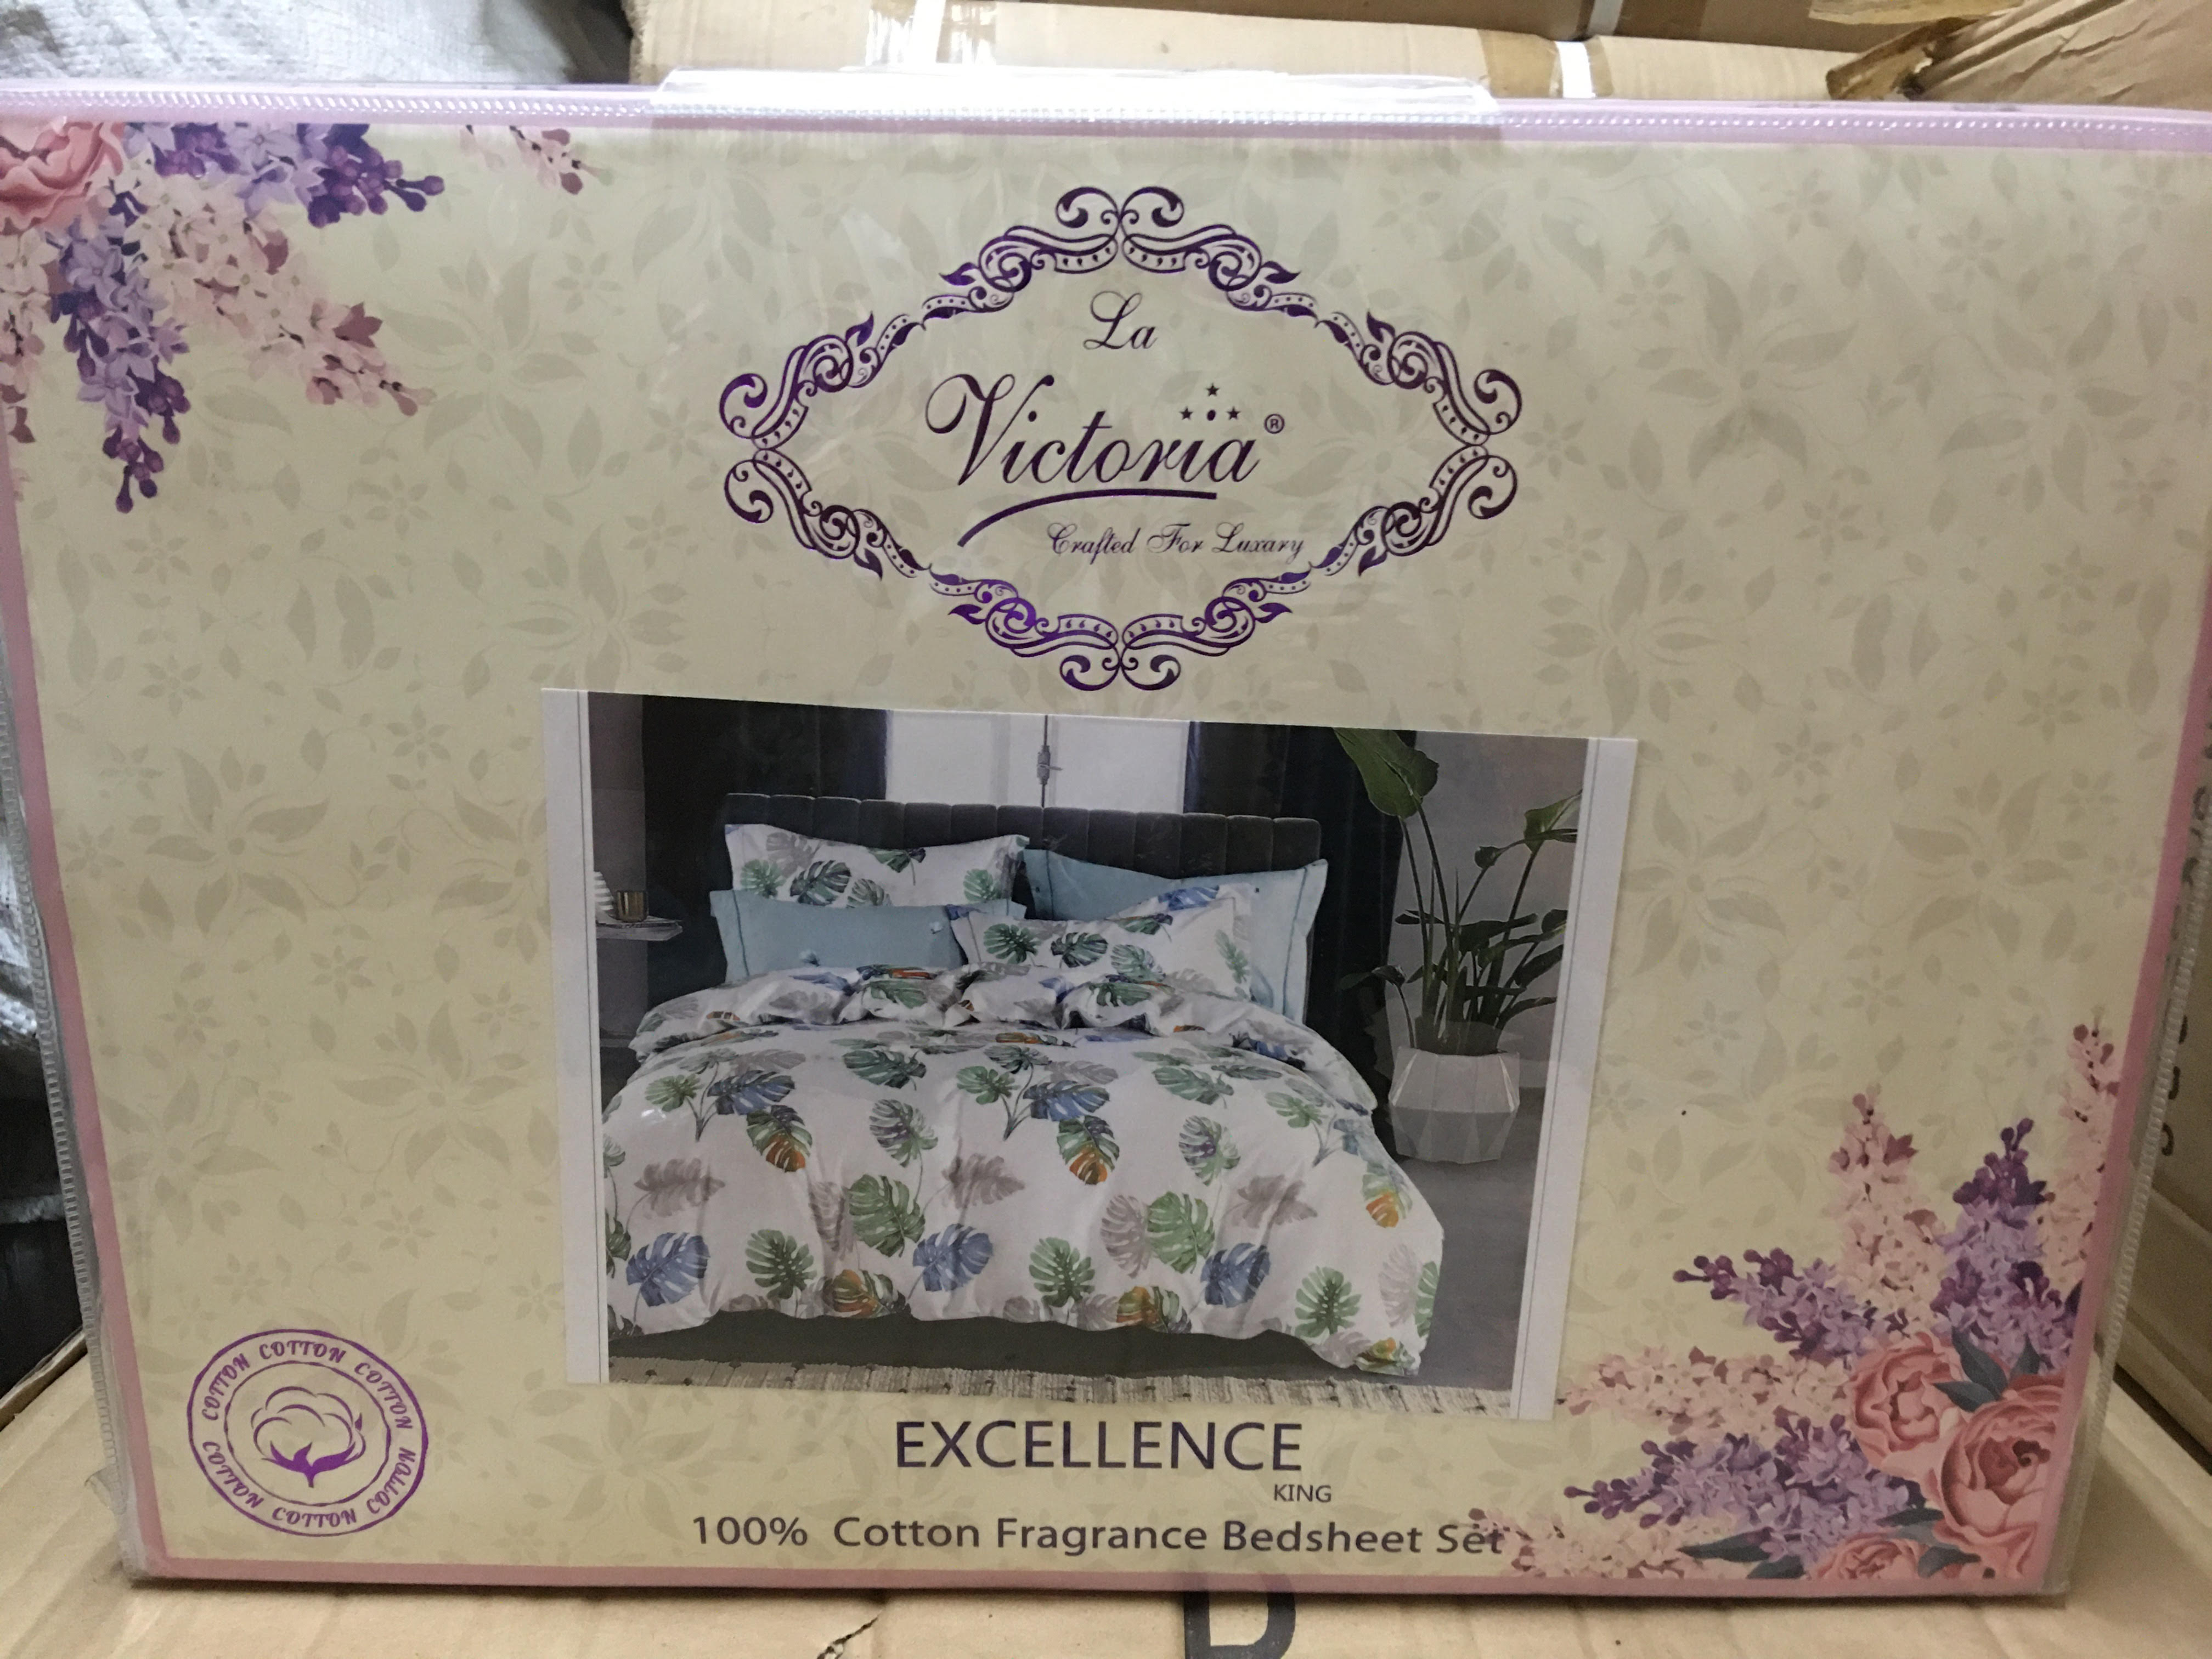 La
Victoria®
Crafted For Luxary
EXCELLENCE
KING
100% Cotton Fragrance Bedsheet Set
COTTON COTTON COTTON COTTON COTTON COTTON COTTON COTTON